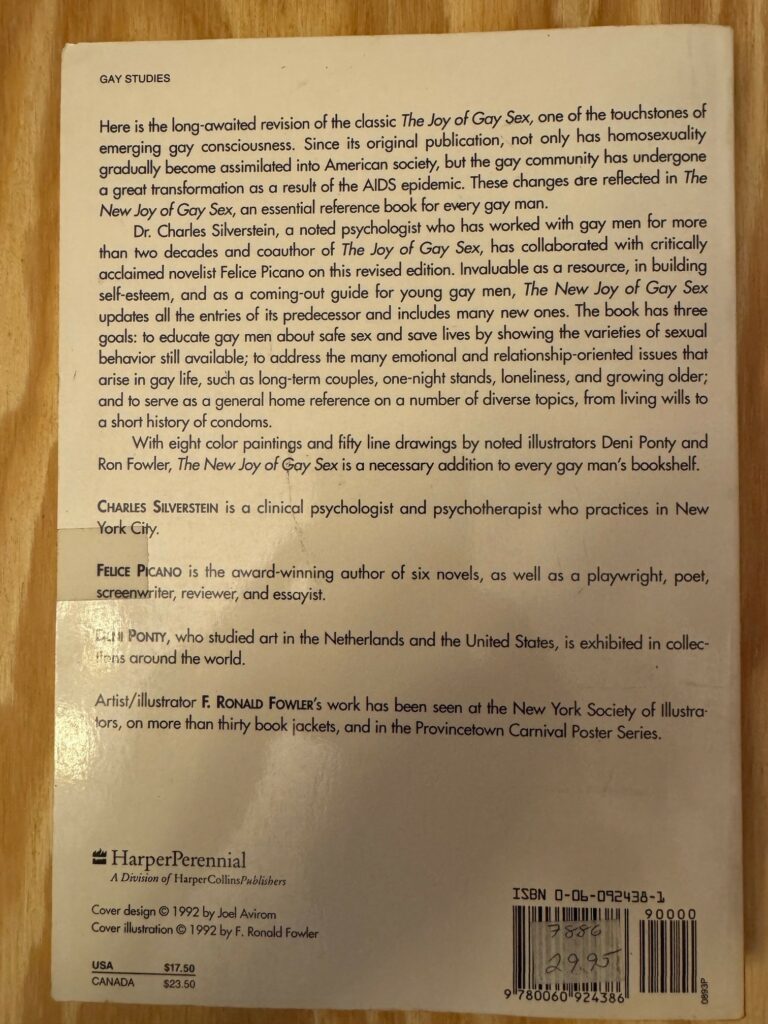 GAY STUDIES
Here is the long-awaited revision of the classic The Joy of Gay Sex, one of the touchstones of
emerging gay consciousness. Since its original publication, not only has homosexuality
gradually become assimilated into American society, but the gay community has undergone
a great transformation as a result of the AIDS epidemic. These changes are reflected in The
New Joy of Gay Sex, an essential reference book for every gay man.
Dr. Charles Silverstein, a noted psychologist who has worked with gay men for more
than two decades and coauthor of The Joy of Gay Sex, has collaborated with critically
acclaimed novelist Felice Picano on this revised edition. Invaluable as a resource, in building
self-esteem, and as a coming-out guide for young gay men, The New Joy of Gay Sex
updates all the entries of its predecessor and includes many new ones. The book has three
goals: to educate gay men about safe sex and save lives by showing the varieties of sexual
behavior still available; to address the many emotional and relationship-oriented issues that
arise in gay life, such as long-term couples, one-night stands, loneliness, and growing older;
and to serve as a general home reference on a number of diverse topics, from living wills to
a short history of condoms.
With eight color paintings and fifty line drawings by noted illustrators Deni Ponty and
Ron Fowler, The New Joy of Gay Sex is a necessary addition to every gay man's bookshelf.
CHARLES SILVERSTEIN is a clinical psychologist and psychotherapist who practices in New
York City.
FELICE PICANO is the award-winning author of six novels, as well as a playwright, poet,
screenwriter, reviewer, and essayist.
DENI PONTY, who studied art in the Netherlands and the United States, is exhibited in collec-
tions around the world.
Artist/illustrator F. RONALD FOWLER's work has been seen at the New York Society of Illustra-
tors, on more than thirty book jackets, and in the Provincetown Carnival Poster Series.
HarperPerennial
A Division of HarperCollinsPublishers
Cover design © 1992 by Joel Avirom
Cover illustration © 1992 by F. Ronald Fowler
USA $17.50
CANADA $23.50
ISBN 0-06-092438-1
90000
7886
29.95
9 780060 924386
0893P